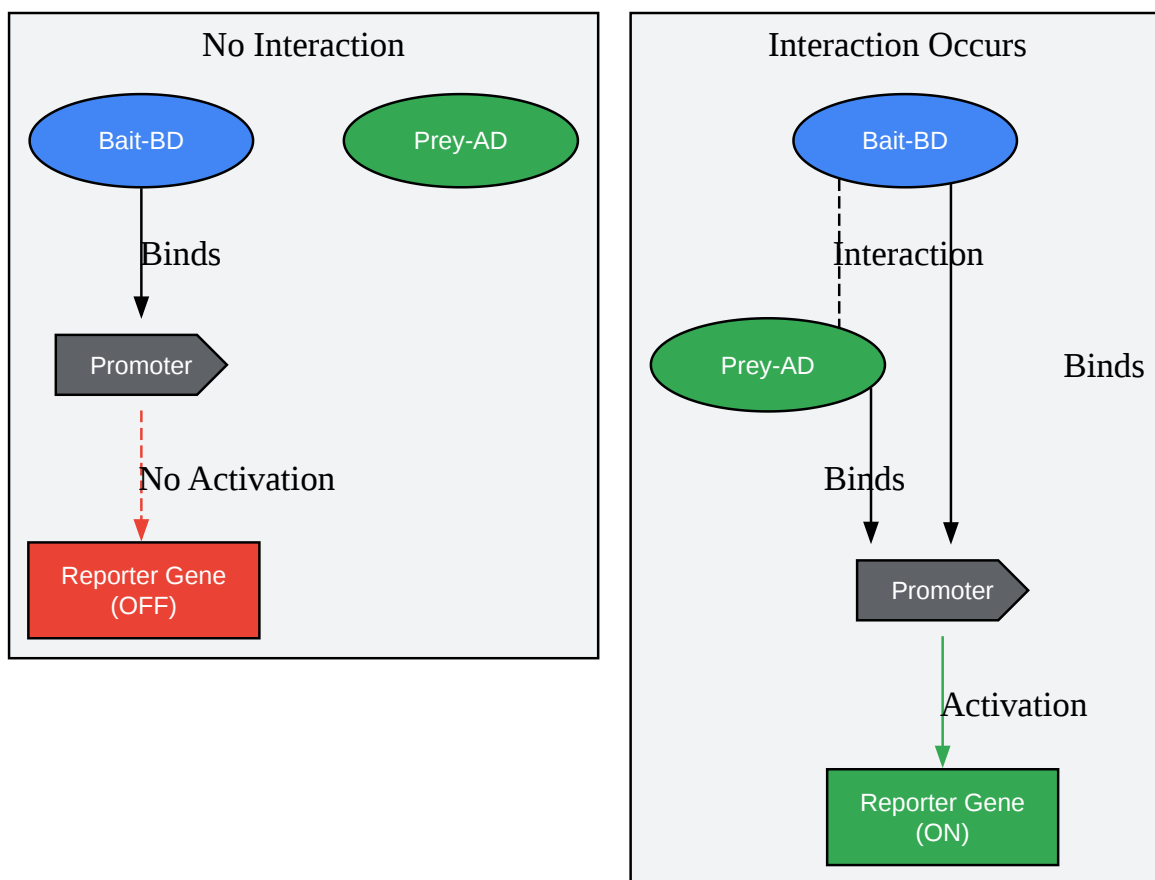 No Interaction
Bait-BD
Prey-AD
Binds
Promoter
No Activation
Reporter Gene
(OFF)
Interaction Occurs
Bait-BD
Interaction
Prey-AD
Binds
Binds
Promoter
Activation
Reporter Gene
(ON)